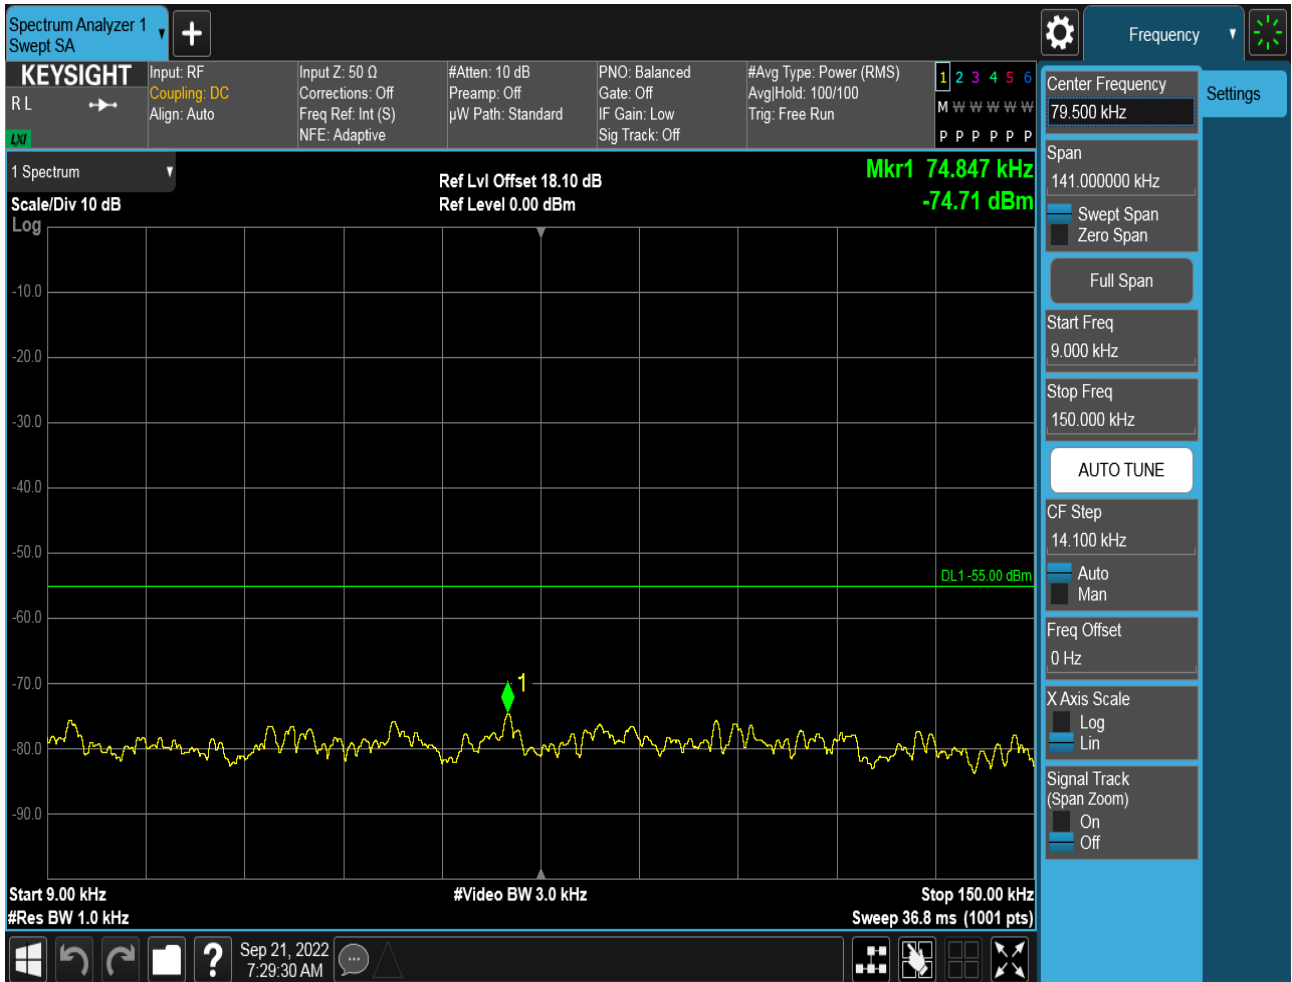 Spectrum Analyzer 1
Swept SA
Frequency
KEYSIGHT
R L
LXI
Input: RF
Coupling: DC
Align: Auto
Input Z: 50 Ω
Corrections: Off
Freq Ref: Int (S)
NFE: Adaptive
#Atten: 10 dB
Preamp: Off
µW Path: Standard
PNO: Balanced
Gate: Off
IF Gain: Low
Sig Track: Off
#Avg Type: Power (RMS)
Avg|Hold: 100/100
Trig: Free Run
1 2 3 4 5 6
M W W W W W
P P P P P P
1 Spectrum
Scale/Div 10 dB
Log
Ref Lvl Offset 18.10 dB
Ref Level 0.00 dBm
Mkr1 74.847 kHz
-74.71 dBm
-10.0
-20.0
-30.0
-40.0
-50.0
DL1 -55.00 dBm
-60.0
-70.0
1
-80.0
-90.0
Start 9.00 kHz
#Video BW 3.0 kHz
Stop 150.00 kHz
#Res BW 1.0 kHz
Sweep 36.8 ms (1001 pts)
Center Frequency
79.500 kHz
Settings
Span
141.000000 kHz
Swept Span
Zero Span
Full Span
Start Freq
9.000 kHz
Stop Freq
150.000 kHz
AUTO TUNE
CF Step
14.100 kHz
Auto
Man
Freq Offset
0 Hz
X Axis Scale
Log
Lin
Signal Track
(Span Zoom)
On
Off
?
Sep 21, 2022
7:29:30 AM